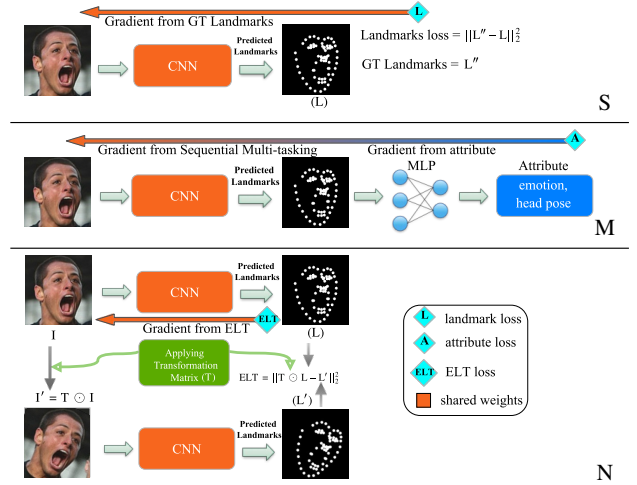 L
Gradient from GT Landmarks
CNN
Predicted
Landmarks
(L)
Landmarks loss = ||L″ − L||²₂
GT Landmarks = L″
S
A
Gradient from Sequential Multi-tasking
Gradient from attribute
CNN
Predicted
Landmarks
MLP
Attribute
emotion,
head pose
M
CNN
Predicted
Landmarks
ELT
Gradient from ELT
I
(L)
Applying
Transformation
Matrix (T)
ELT = ||T ⊙ L − L′||²₂
I′ = T ⊙ I
(L′)
CNN
Predicted
Landmarks
L landmark loss
A attribute loss
ELT ELT loss
shared weights
N